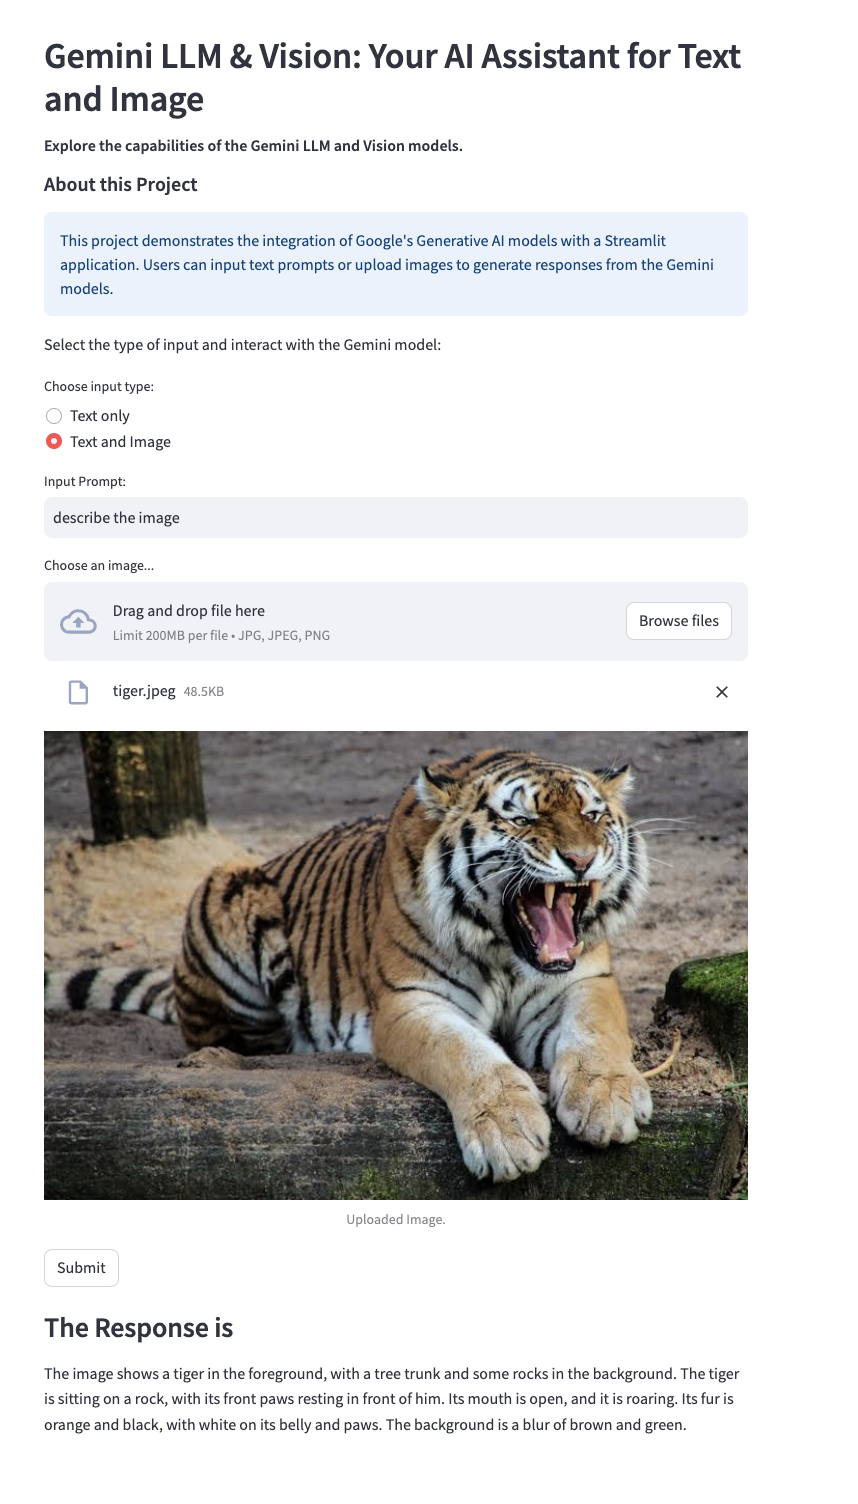 Gemini LLM & Vision: Your AI Assistant for Text
and Image
Explore the capabilities of the Gemini LLM and Vision models.
About this Project
This project demonstrates the integration of Google's Generative AI models with a Streamlit
application. Users can input text prompts or upload images to generate responses from the Gemini
models.
Select the type of input and interact with the Gemini model:
Choose input type:
Text only
Text and Image
Input Prompt:
describe the image
Choose an image...
Drag and drop file here
Limit 200MB per file • JPG, JPEG, PNG
Browse files
tiger.jpeg 48.5KB
Uploaded Image.
Submit
The Response is
The image shows a tiger in the foreground, with a tree trunk and some rocks in the background. The tiger
is sitting on a rock, with its front paws resting in front of him. Its mouth is open, and it is roaring. Its fur is
orange and black, with white on its belly and paws. The background is a blur of brown and green.